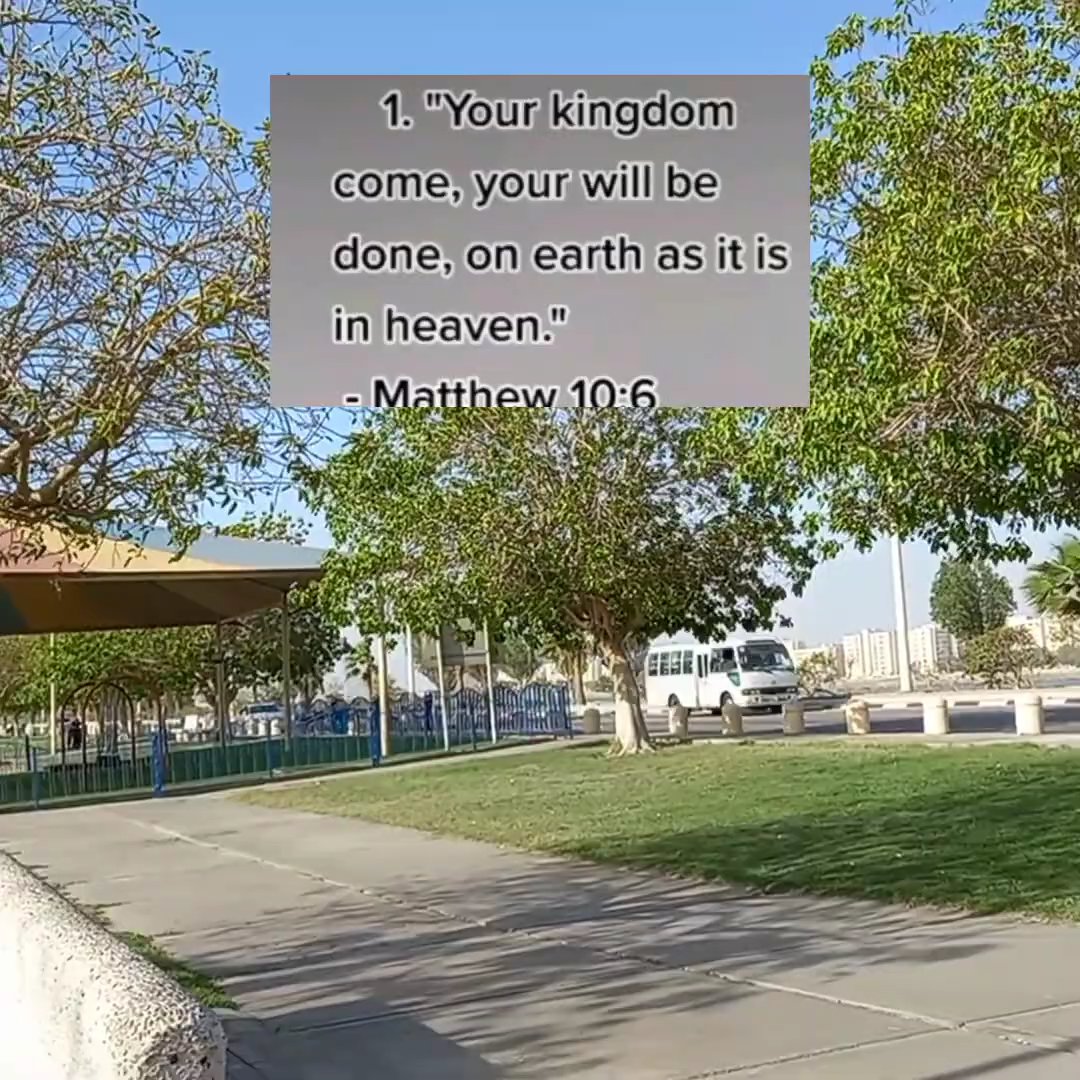 1. "Your kingdom
come, your will be
done, on earth as it is
in heaven."
- Matthew 10:6